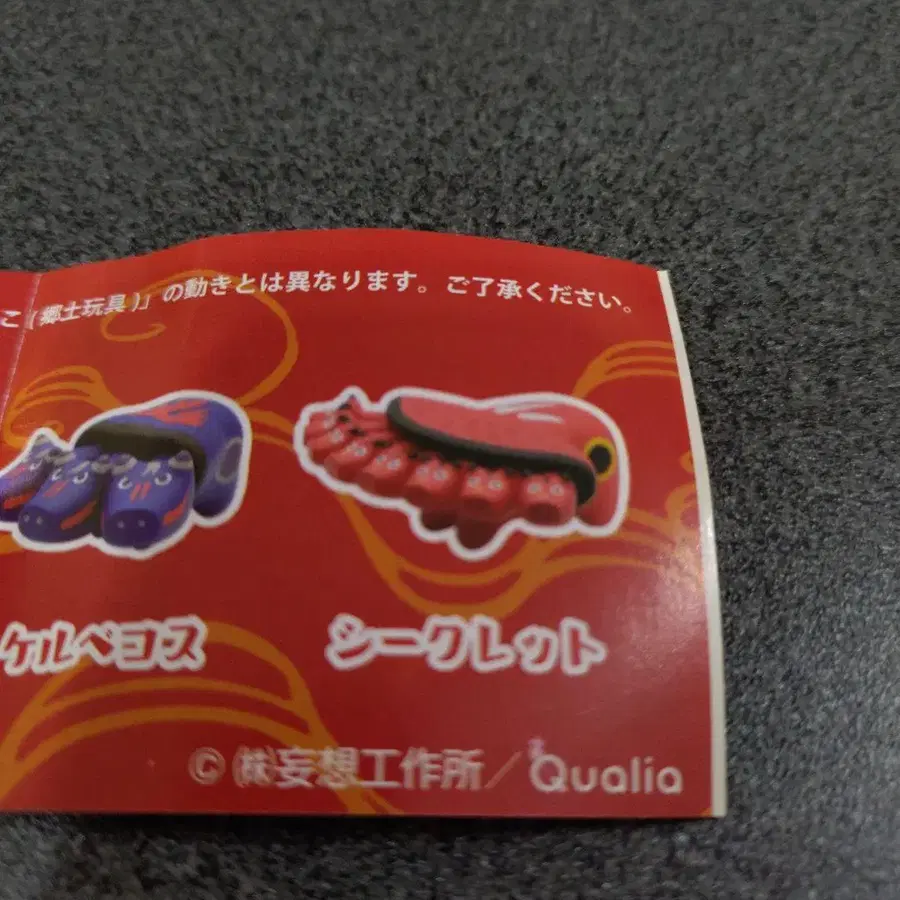 こ(郷土玩具)」の動きとは異なります。ご了承ください。
ケルベコス
シークレット
© ㈱妄想工作所／Qualia